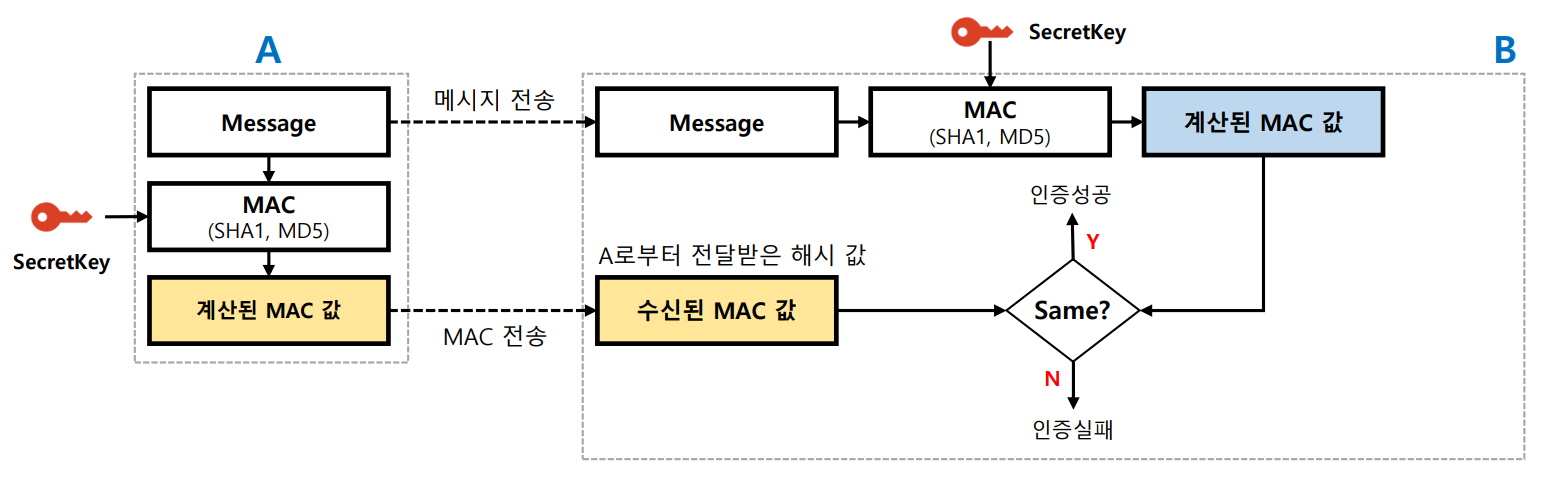 A
Message
MAC
(SHA1, MD5)
SecretKey
계산된 MAC 값
메시지 전송
MAC 전송
SecretKey
B
Message
MAC
(SHA1, MD5)
계산된 MAC 값
A로부터 전달받은 해시 값
수신된 MAC 값
Same?
Y
인증성공
N
인증실패